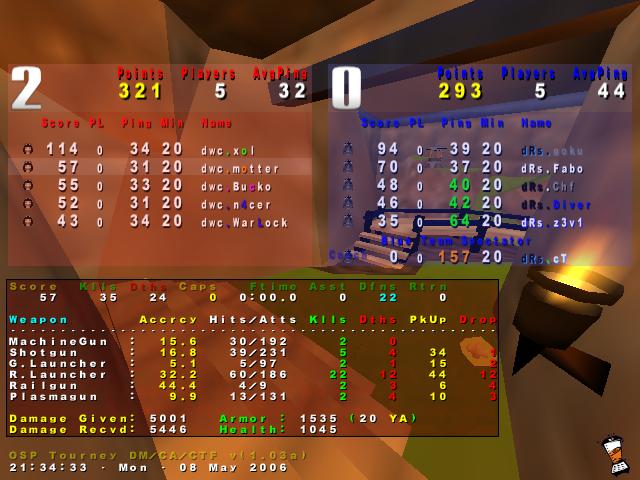 2 Points Players AvgPing
321 5 32
Score PL Ping Min Name
114 0 34 20 dwc.xol
57 0 31 20 dwc.motter
55 0 33 20 dwc.Bucko
52 0 31 20 dwc.n4cer
43 0 34 20 dwc.WarLock
0 Points Players AvgPing
293 5 44
Score PL Ping Min Name
94 0 39 20 dRs.goku
70 0 37 20 dRs.Fabo
48 0 40 20 dRs.Chf
46 0 42 20 dRs.Diver
35 0 64 20 dRs.z3v1
Blue Team Spectator
Coach 0 157 20 dRs.cT
Score Klls Dths Caps Ftime Asst Dfns Rtrn
57 35 24 0 0:00.0 0 22 0
Weapon Accrcy Hits/Atts Klls Dths PkUp Drop
MachineGun : 15.6 30/192 2 0
Shotgun : 16.8 39/231 5 4 34
G.Launcher : 5.1 5/97 1 1 15
R.Launcher : 32.2 60/186 22 12 44 12
Railgun : 44.4 4/9 2 3 6 4
Plasmagun : 9.9 13/131 2 4 10 3
Damage Given: 5001 Armor : 1535 (20 YA)
Damage Recvd: 5446 Health: 1045
OSP Tourney DM/CA/CTF v(1.03a)
21:34:33 - Mon - 08 May 2006